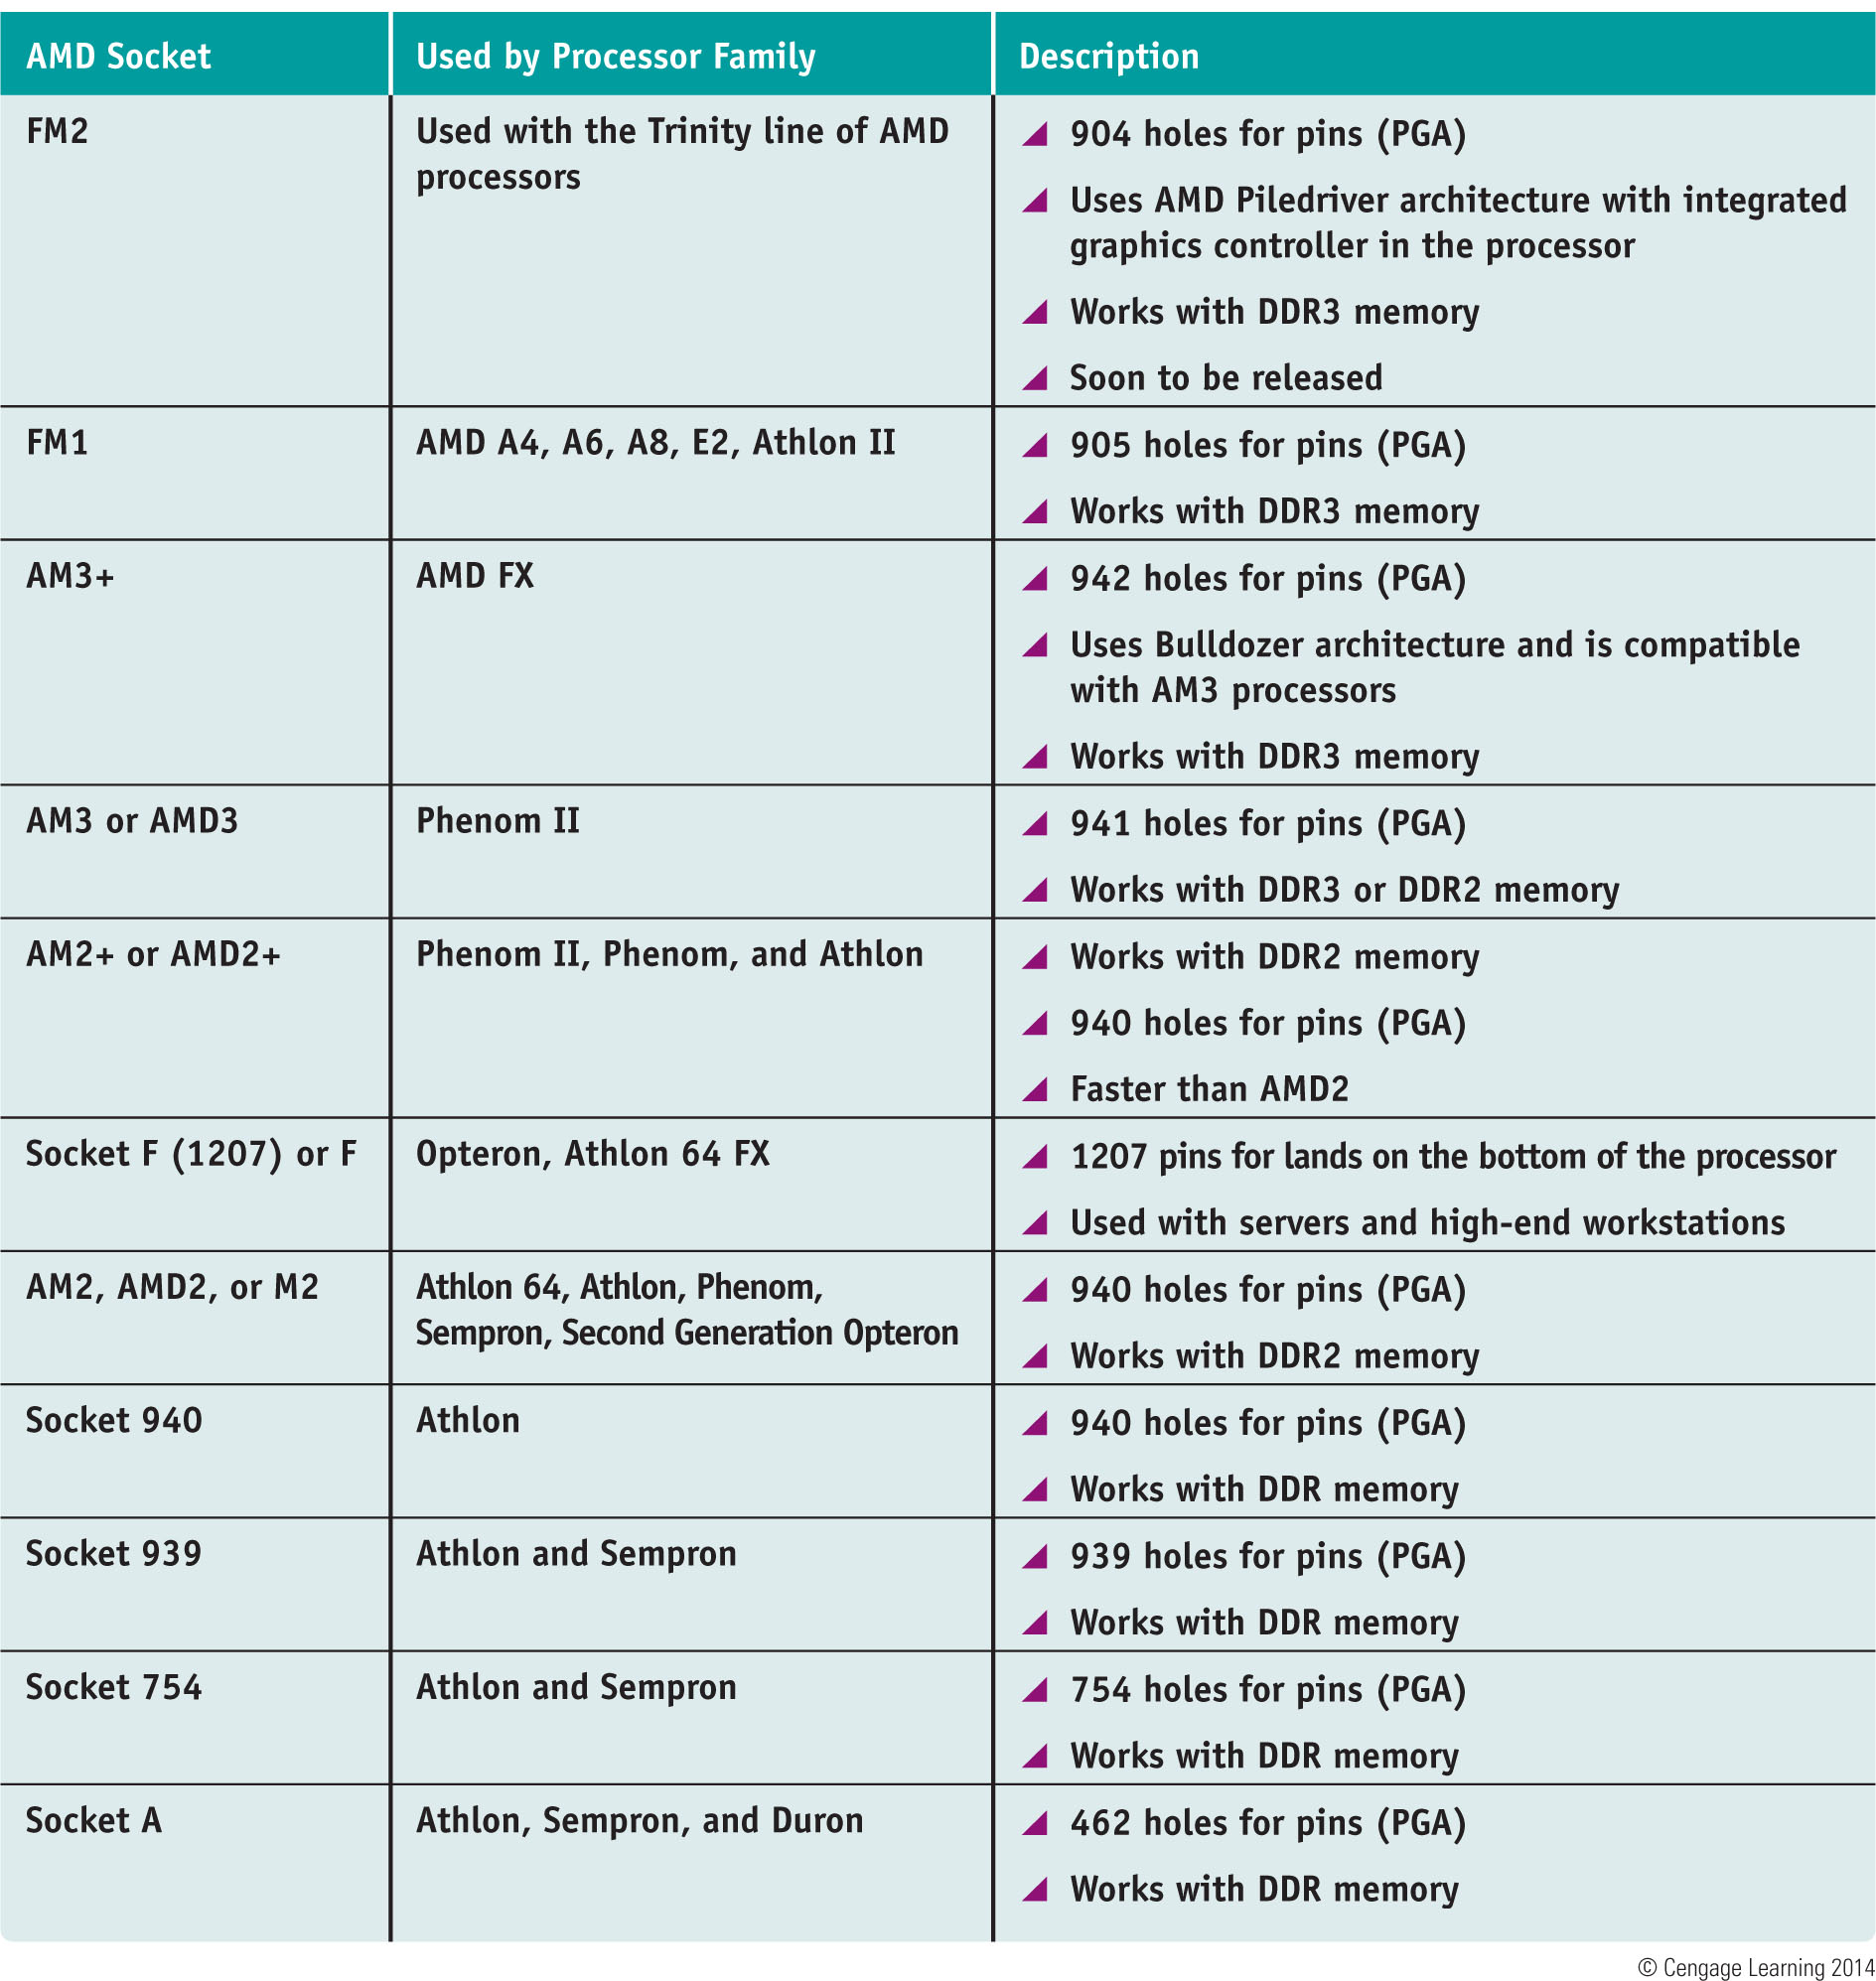 AMD Socket Used by Processor Family Description
FM2 Used with the Trinity line of AMD
processors
904 holes for pins (PGA)
Uses AMD Piledriver architecture with integrated
graphics controller in the processor
Works with DDR3 memory
Soon to be released
FM1 AMD A4, A6, A8, E2, Athlon II
905 holes for pins (PGA)
Works with DDR3 memory
AM3+ AMD FX
942 holes for pins (PGA)
Uses Bulldozer architecture and is compatible
with AM3 processors
Works with DDR3 memory
AM3 or AMD3 Phenom II
941 holes for pins (PGA)
Works with DDR3 or DDR2 memory
AM2+ or AMD2+ Phenom II, Phenom, and Athlon
Works with DDR2 memory
940 holes for pins (PGA)
Faster than AMD2
Socket F (1207) or F Opteron, Athlon 64 FX
1207 pins for lands on the bottom of the processor
Used with servers and high-end workstations
AM2, AMD2, or M2 Athlon 64, Athlon, Phenom,
Sempron, Second Generation Opteron
940 holes for pins (PGA)
Works with DDR2 memory
Socket 940 Athlon
940 holes for pins (PGA)
Works with DDR memory
Socket 939 Athlon and Sempron
939 holes for pins (PGA)
Works with DDR memory
Socket 754 Athlon and Sempron
754 holes for pins (PGA)
Works with DDR memory
Socket A Athlon, Sempron, and Duron
462 holes for pins (PGA)
Works with DDR memory
© Cengage Learning 2014